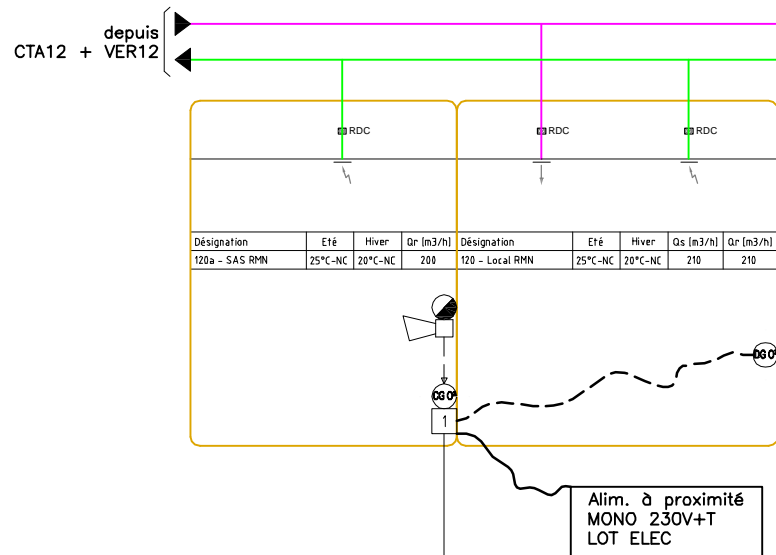 depuis
CTA12 + VER12
RDC
RDC
RDC
Désignation Eté Hiver Qr (m3/h) Désignation Eté Hiver Qs (m3/h) Qr (m3/h)
120a - SAS RMN 25°C-NC 20°C-NC 200 120 - Local RMN 25°C-NC 20°C-NC 210 210
1
Alim. à proximité
MONO 230V+T
LOT ELEC